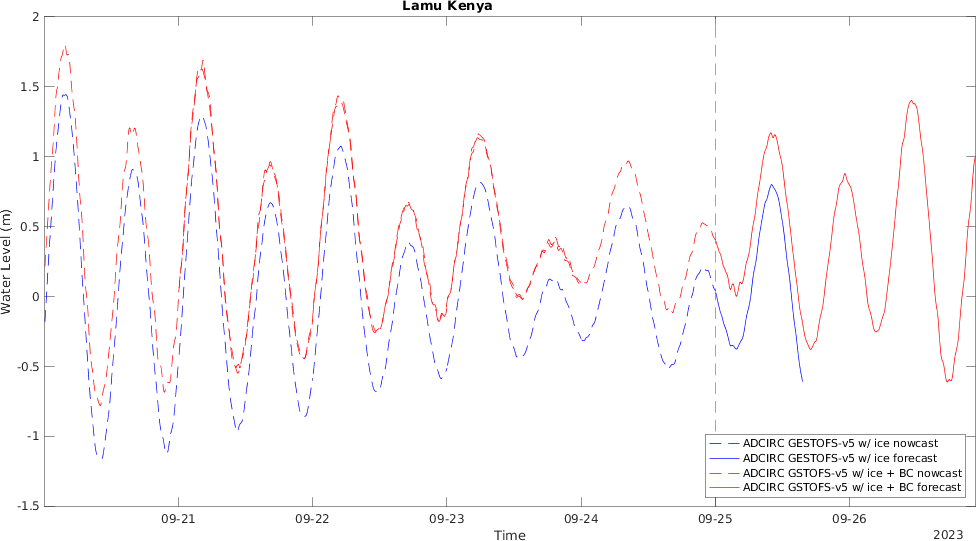 Lamu Kenya
2
1.5
1
0.5
0
-0.5
-1
-1.5
Water Level (m)
09-21 09-22 09-23 09-24 09-25 09-26
Time
2023
ADCIRC GESTOFS-v5 w/ ice nowcast
ADCIRC GESTOFS-v5 w/ ice forecast
ADCIRC GSTOFS-v5 w/ ice + BC nowcast
ADCIRC GSTOFS-v5 w/ ice + BC forecast